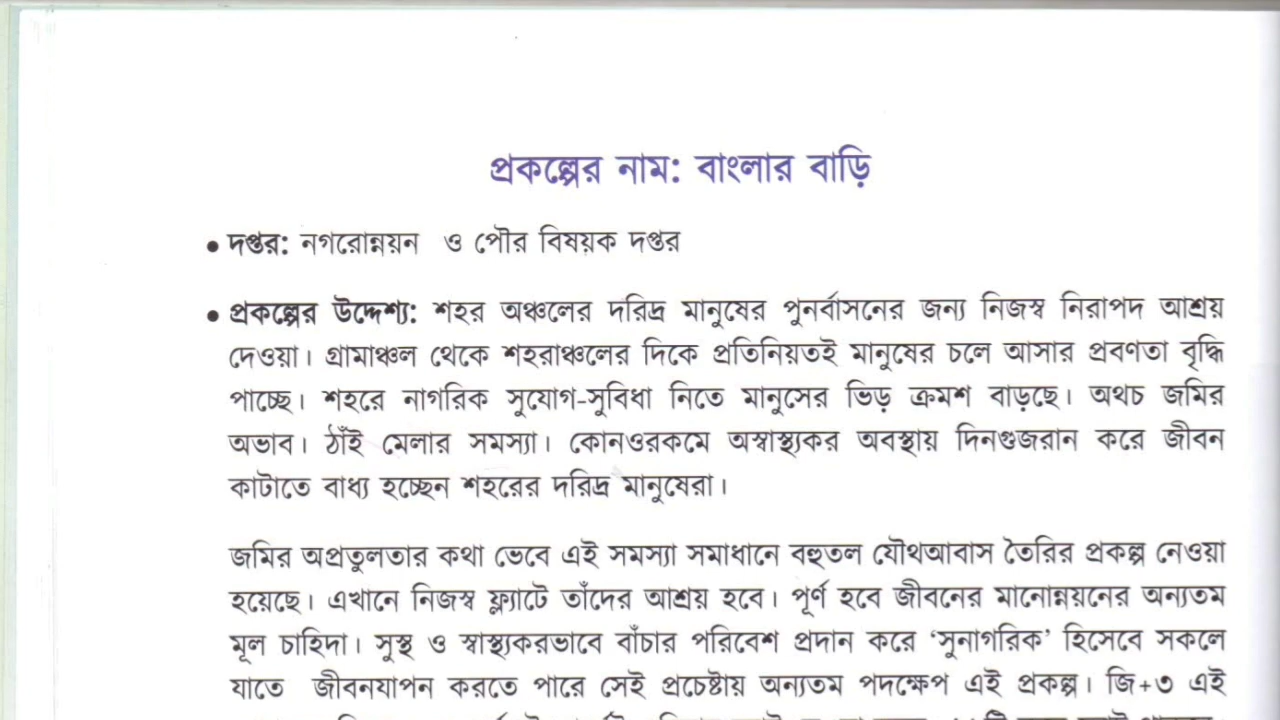 প্রকল্পের নাম: বাংলার বাড়ি
• দপ্তর: নগরোন্নয়ন ও পৌর বিষয়ক দপ্তর
• প্রকল্পের উদ্দেশ্য: শহর অঞ্চলের দরিদ্র মানুষের পুনর্বাসনের জন্য নিজস্ব নিরাপদ আশ্রয়
দেওয়া। গ্রামাঞ্চল থেকে শহরাঞ্চলের দিকে প্রতিনিয়তই মানুষের চলে আসার প্রবণতা বৃদ্ধি
পাচ্ছে। শহরে নাগরিক সুযোগ-সুবিধা নিতে মানুসের ভিড় ক্রমশ বাড়ছে। অথচ জমির
অভাব। ঠাঁই মেলার সমস্যা। কোনওরকমে অস্বাস্থ্যকর অবস্থায় দিনগুজরান করে জীবন
কাটাতে বাধ্য হচ্ছেন শহরের দরিদ্র মানুষেরা।
জমির অপ্রতুলতার কথা ভেবে এই সমস্যা সমাধানে বহুতল যৌথআবাস তৈরির প্রকল্প নেওয়া
হয়েছে। এখানে নিজস্ব ফ্ল্যাটে তাঁদের আশ্রয় হবে। পূর্ণ হবে জীবনের মানোন্নয়নের অন্যতম
মূল চাহিদা। সুস্থ ও স্বাস্থ্যকরভাবে বাঁচার পরিবেশ প্রদান করে ‘সুনাগরিক’ হিসেবে সকলে
যাতে জীবনযাপন করতে পারে সেই প্রচেষ্টায় অন্যতম পদক্ষেপ এই প্রকল্প। জি+৩ এই